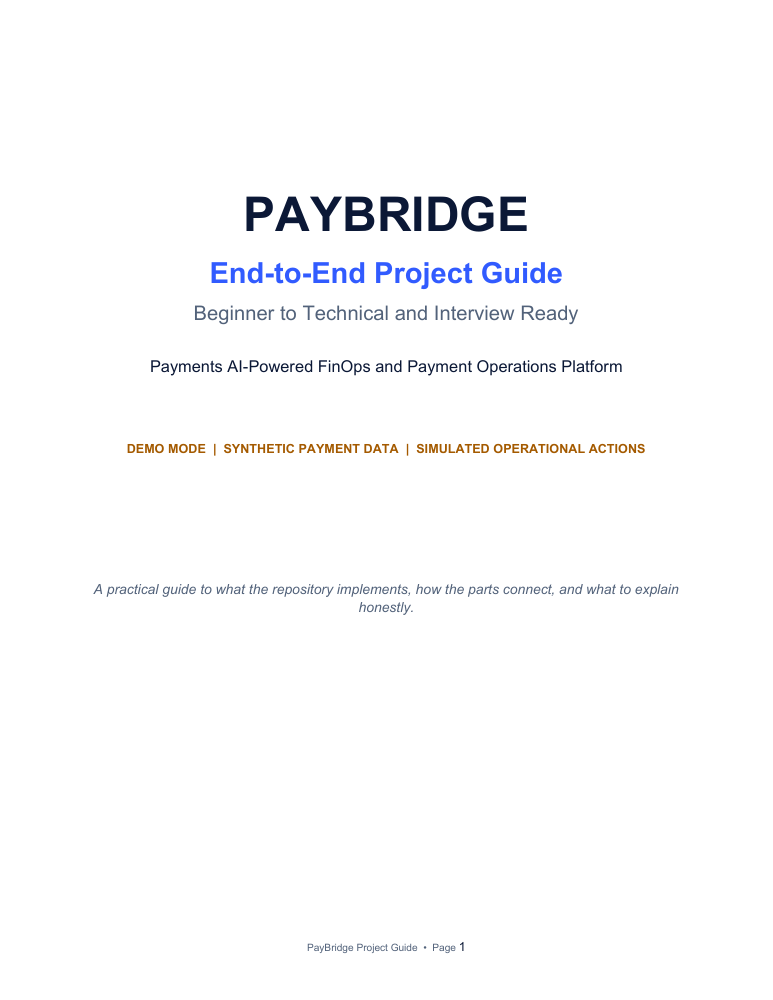 PAYBRIDGE
End-to-End Project Guide
Beginner to Technical and Interview Ready
Payments AI-Powered FinOps and Payment Operations Platform
DEMO MODE | SYNTHETIC PAYMENT DATA | SIMULATED OPERATIONAL ACTIONS
A practical guide to what the repository implements, how the parts connect, and what to explain
honestly.
PayBridge Project Guide • Page 1